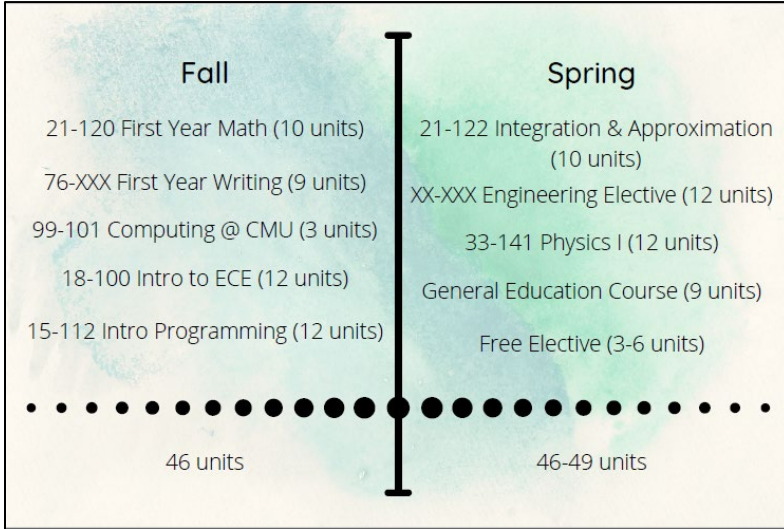 Fall
21-120 First Year Math (10 units)
76-XXX First Year Writing (9 units)
99-101 Computing @ CMU (3 units)
18-100 Intro to ECE (12 units)
15-112 Intro Programming (12 units)
46 units
Spring
21-122 Integration & Approximation
(10 units)
XX-XXX Engineering Elective (12 units)
33-141 Physics I (12 units)
General Education Course (9 units)
Free Elective (3-6 units)
46-49 units